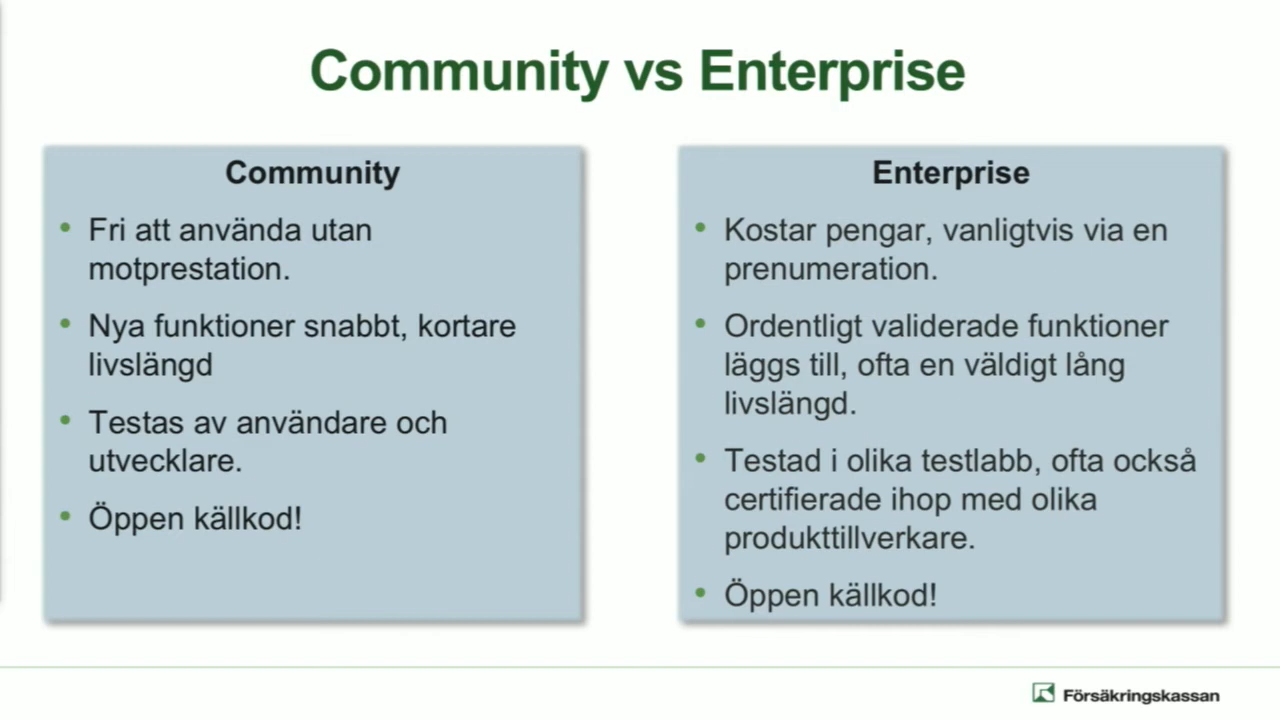 Community vs Enterprise
Community
• Fri att använda utan
motprestation.
• Nya funktioner snabbt, kortare
livslängd
• Testas av användare och
utvecklare.
• Öppen källkod!
Enterprise
• Kostar pengar, vanligtvis via en
prenumeration.
• Ordentligt validerade funktioner
läggs till, ofta en väldigt lång
livslängd.
• Testad i olika testlabb, ofta också
certifierade ihop med olika
produkttillverkare.
• Öppen källkod!
Försäkringskassan